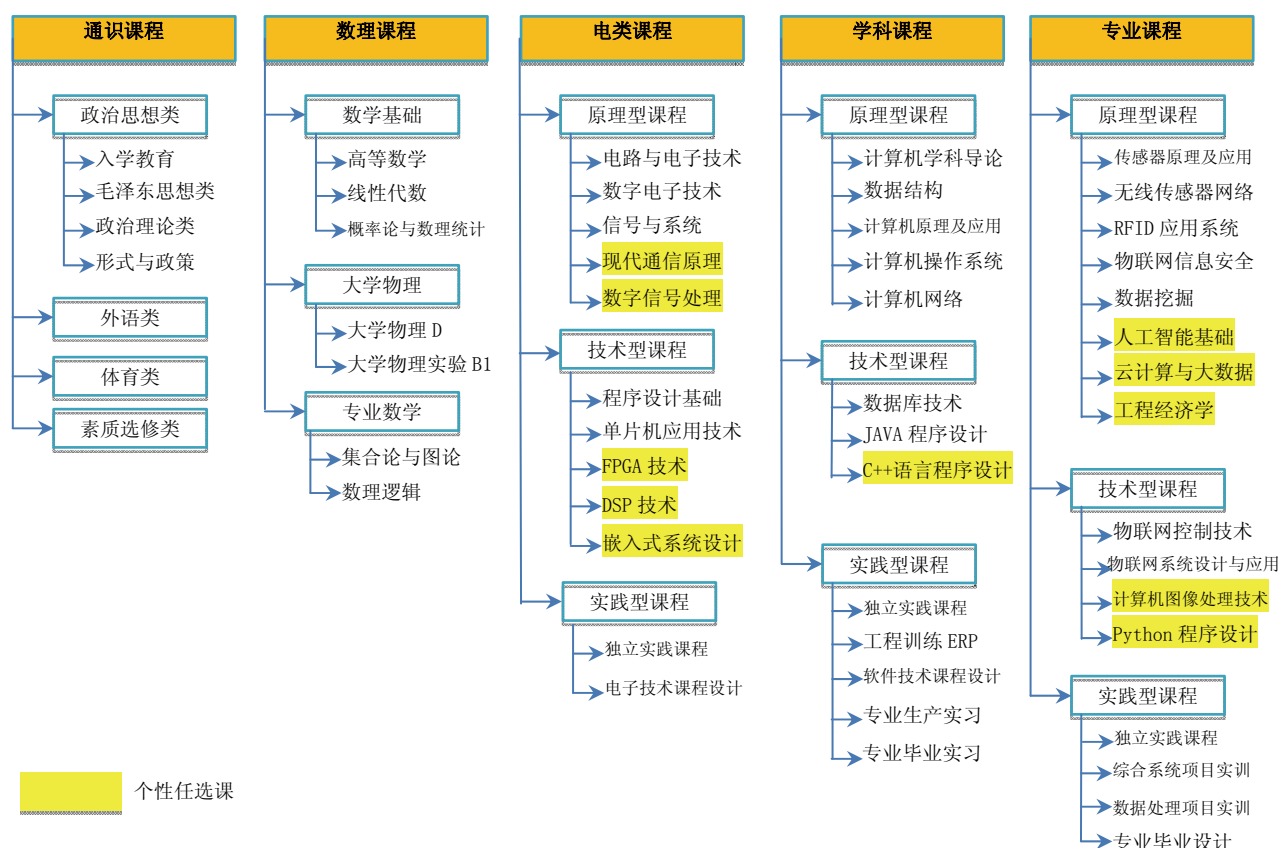 通识课程
政治思想类
入学教育
毛泽东思想类
政治理论类
形式与政策
外语类
体育类
素质选修类
数理课程
数学基础
高等数学
线性代数
概率论与数理统计
大学物理
大学物理 D
大学物理实验 B1
专业数学
集合论与图论
数理逻辑
电类课程
原理型课程
电路与电子技术
数字电子技术
信号与系统
现代通信原理
数字信号处理
技术型课程
程序设计基础
单片机应用技术
FPGA 技术
DSP 技术
嵌入式系统设计
实践型课程
独立实践课程
电子技术课程设计
学科课程
原理型课程
计算机学科导论
数据结构
计算机原理及应用
计算机操作系统
计算机网络
技术型课程
数据库技术
JAVA 程序设计
C++语言程序设计
实践型课程
独立实践课程
工程训练 ERP
软件技术课程设计
专业生产实习
专业毕业实习
专业课程
原理型课程
传感器原理及应用
无线传感器网络
RFID 应用系统
物联网信息安全
数据挖掘
人工智能基础
云计算与大数据
工程经济学
技术型课程
物联网控制技术
物联网系统设计与应用
计算机图像处理技术
Python 程序设计
实践型课程
独立实践课程
综合系统项目实训
数据处理项目实训
专业毕业设计
个性任选课